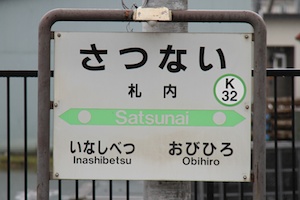 さつない
札内
K
32
Satsunai
いなしべつ おびひろ
Inashibetsu Obihiro